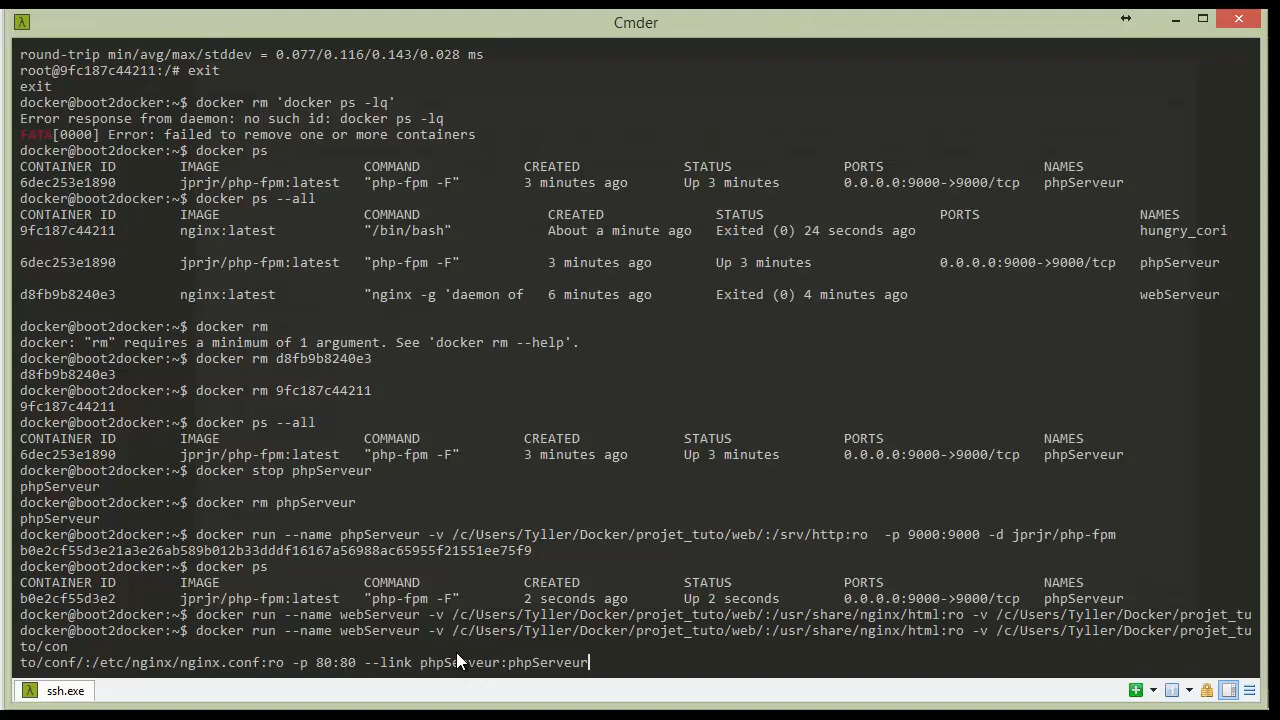 Cmder
round-trip min/avg/max/stddev = 0.077/0.116/0.143/0.028 ms
root@9fc187c44211:/# exit
exit
docker@boot2docker:~$ docker rm 'docker ps -lq'
Error response from daemon: no such id: docker ps -lq
FATA[0000] Error: failed to remove one or more containers
docker@boot2docker:~$ docker ps
CONTAINER ID IMAGE COMMAND CREATED STATUS PORTS NAMES
6dec253e1890 jprjr/php-fpm:latest "php-fpm -F" 3 minutes ago Up 3 minutes 0.0.0.0:9000->9000/tcp phpServeur
docker@boot2docker:~$ docker ps --all
CONTAINER ID IMAGE COMMAND CREATED STATUS PORTS NAMES
9fc187c44211 nginx:latest "/bin/bash" About a minute ago Exited (0) 24 seconds ago hungry_cori
6dec253e1890 jprjr/php-fpm:latest "php-fpm -F" 3 minutes ago Up 3 minutes 0.0.0.0:9000->9000/tcp phpServeur
d8fb9b8240e3 nginx:latest "nginx -g 'daemon of 6 minutes ago Exited (0) 4 minutes ago webServeur
docker@boot2docker:~$ docker rm
docker: "rm" requires a minimum of 1 argument. See 'docker rm --help'.
docker@boot2docker:~$ docker rm d8fb9b8240e3
d8fb9b8240e3
docker@boot2docker:~$ docker rm 9fc187c44211
9fc187c44211
docker@boot2docker:~$ docker ps --all
CONTAINER ID IMAGE COMMAND CREATED STATUS PORTS NAMES
6dec253e1890 jprjr/php-fpm:latest "php-fpm -F" 3 minutes ago Up 3 minutes 0.0.0.0:9000->9000/tcp phpServeur
docker@boot2docker:~$ docker stop phpServeur
phpServeur
docker@boot2docker:~$ docker rm phpServeur
phpServeur
docker@boot2docker:~$ docker run --name phpServeur -v /c/Users/Tyller/Docker/projet_tuto/web/:/srv/http:ro -p 9000:9000 -d jprjr/php-fpm
b0e2cf55d3e21a3e26ab589b012b33dddf16167a56988ac65955f21551ee75f9
docker@boot2docker:~$ docker ps
CONTAINER ID IMAGE COMMAND CREATED STATUS PORTS NAMES
b0e2cf55d3e2 jprjr/php-fpm:latest "php-fpm -F" 2 seconds ago Up 2 seconds 0.0.0.0:9000->9000/tcp phpServeur
docker@boot2docker:~$ docker run --name webServeur -v /c/Users/Tyller/Docker/projet_tuto/web/:/usr/share/nginx/html:ro -v /c/Users/Tyller/Docker/projet_tu
docker@boot2docker:~$ docker run --name webServeur -v /c/Users/Tyller/Docker/projet_tuto/web/:/usr/share/nginx/html:ro -v /c/Users/Tyller/Docker/projet_tu
to/con
to/conf/:/etc/nginx/nginx.conf:ro -p 80:80 --link phpServeur:phpServeur
ssh.exe